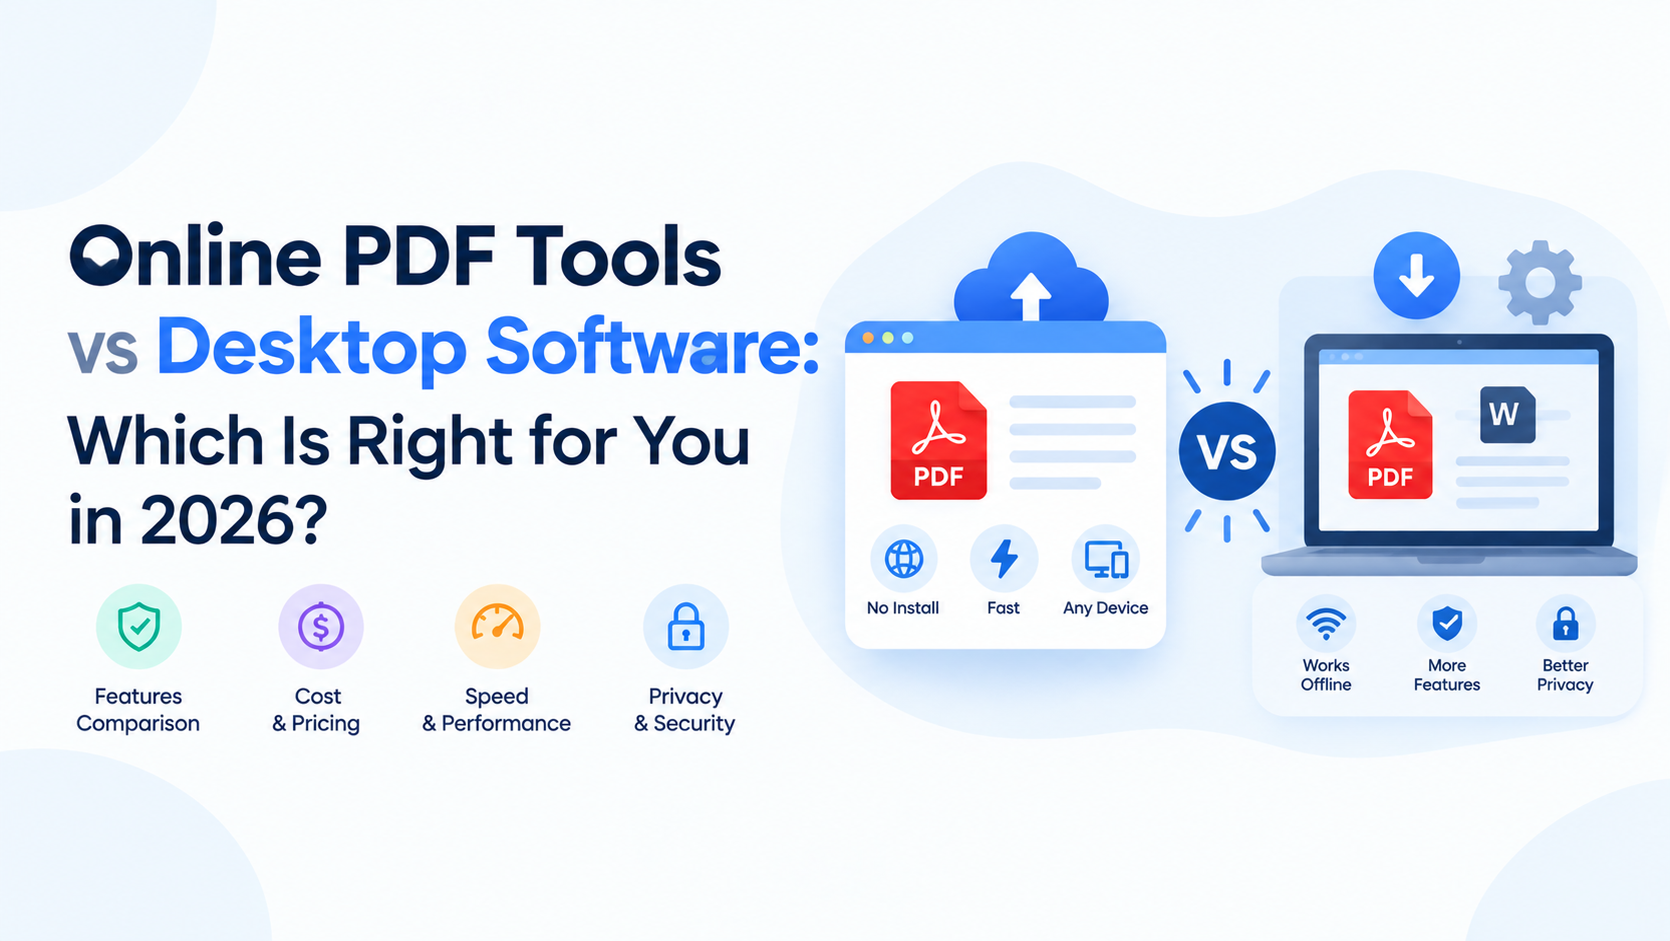 Online PDF Tools
vs Desktop Software:
Which Is Right for You
in 2026?
Features
Comparison
Cost
& Pricing
Speed
& Performance
Privacy
& Security
PDF
No Install
Fast
Any Device
VS
PDF
W
Works
Offline
More
Features
Better
Privacy